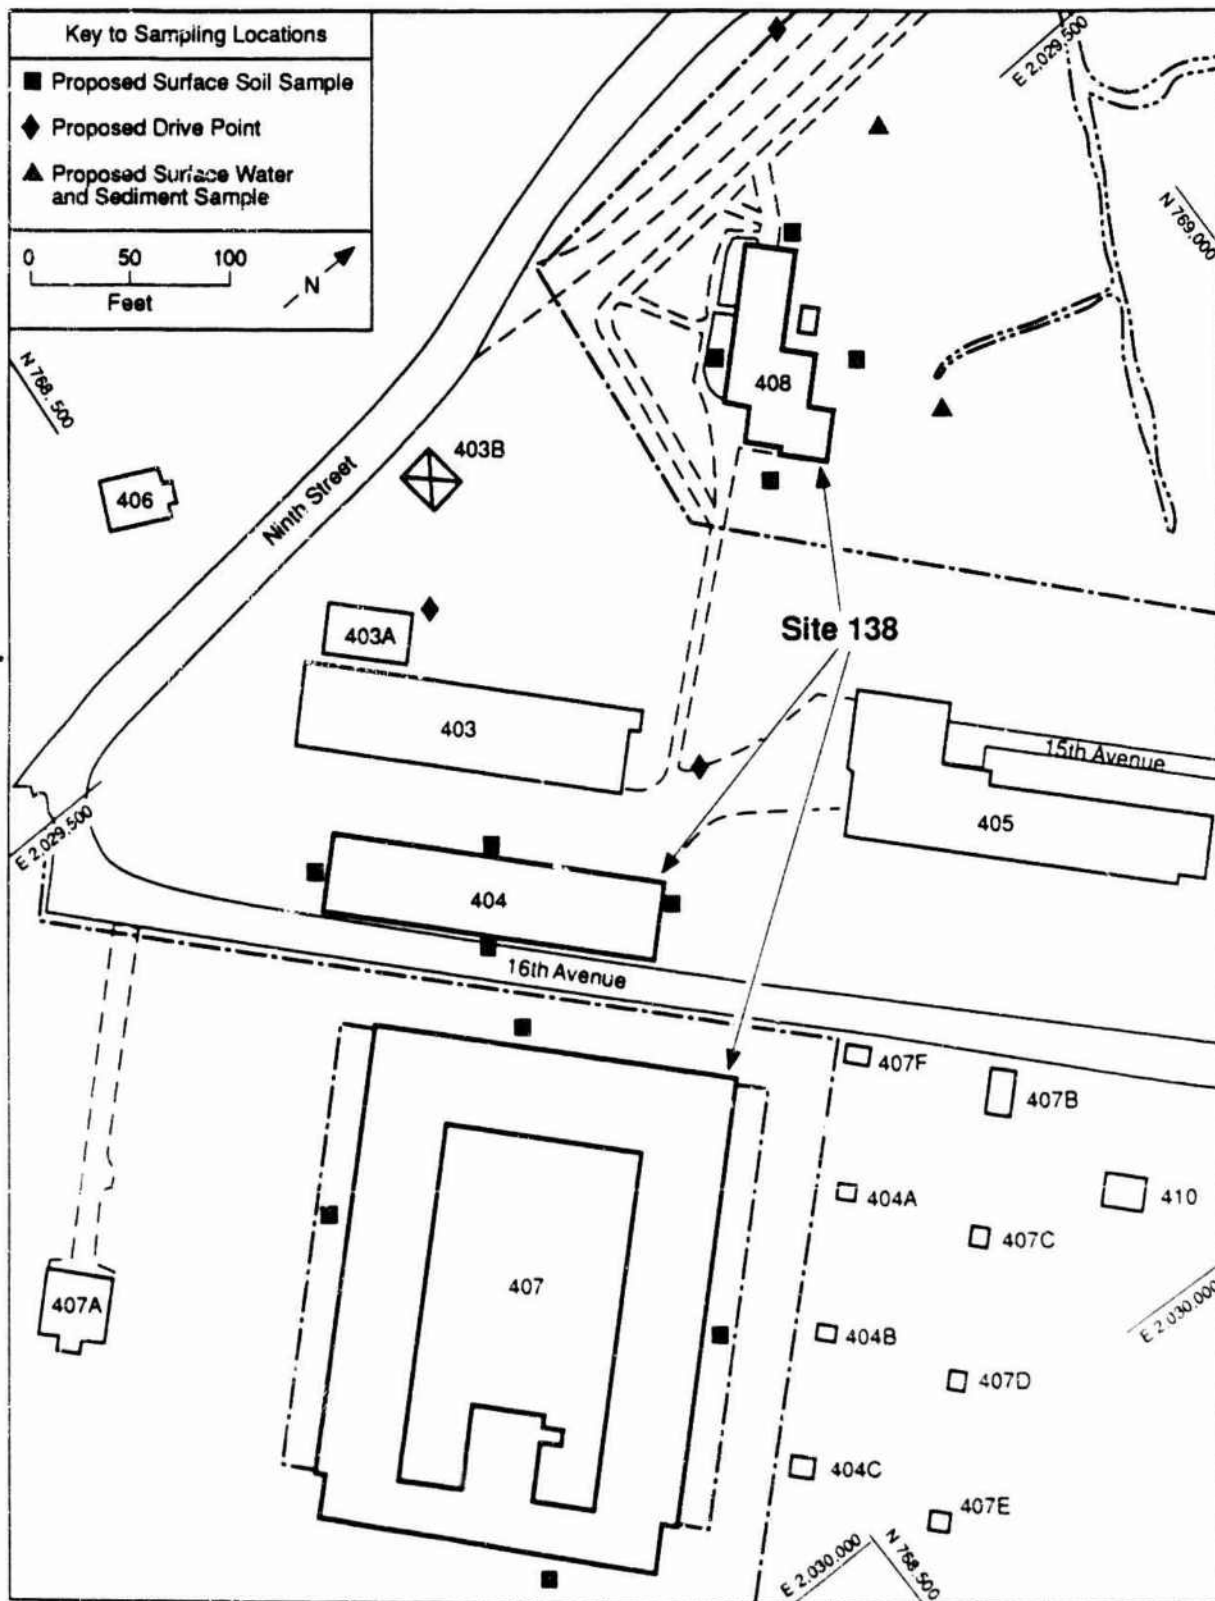 Key to Sampling Locations
Proposed Surface Soil Sample
Proposed Drive Point
Proposed Surface Water
and Sediment Sample
0 50 100
Feet
N
E 2,029,500
N 769,000
N 768,500
408
403B
406
Ninth Street
Site 138
403A
403
15th Avenue
405
E 2,029,500
404
16th Avenue
407F
407B
404A
410
407C
407
407A
E 2,030,000
404B
407D
404C
407E
E 2,030,000
N 768,500